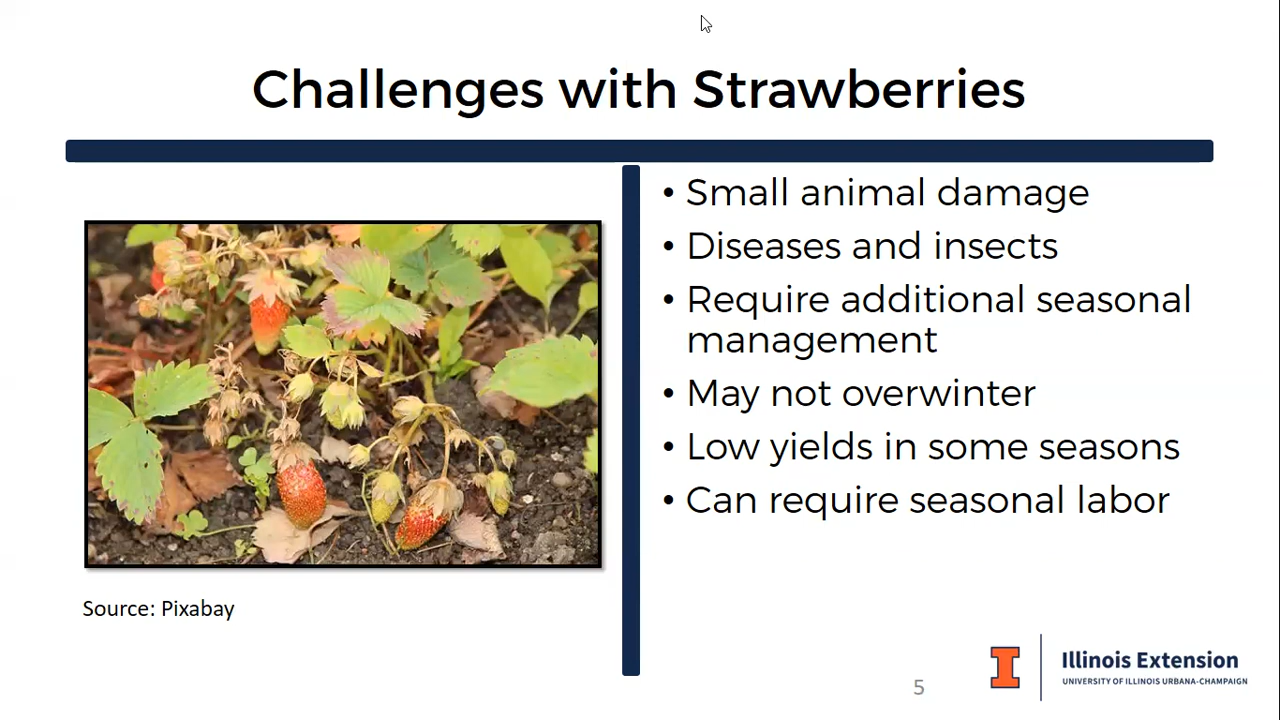 Challenges with Strawberries
• Small animal damage
• Diseases and insects
• Require additional seasonal
management
• May not overwinter
• Low yields in some seasons
• Can require seasonal labor
Source: Pixabay
5
I
Illinois Extension
UNIVERSITY OF ILLINOIS URBANA-CHAMPAIGN